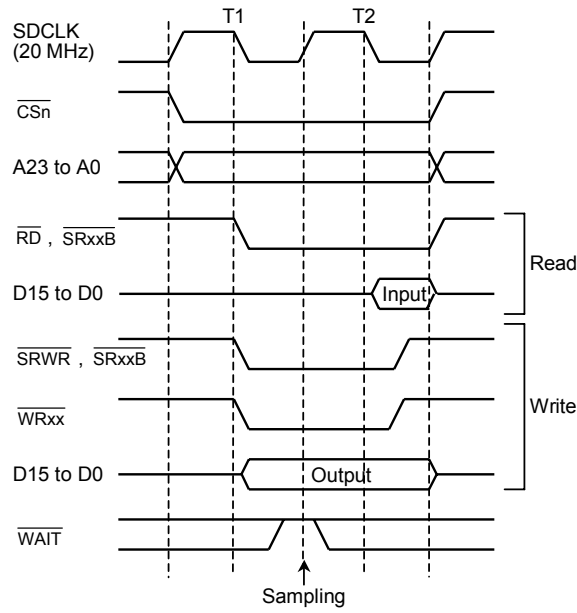 T1 T2
SDCLK
(20 MHz)
CSn
A23 to A0
RD , SRxxB
Read
D15 to D0
Input
SRWR , SRxxB
Write
WRxx
D15 to D0
Output
WAIT
Sampling